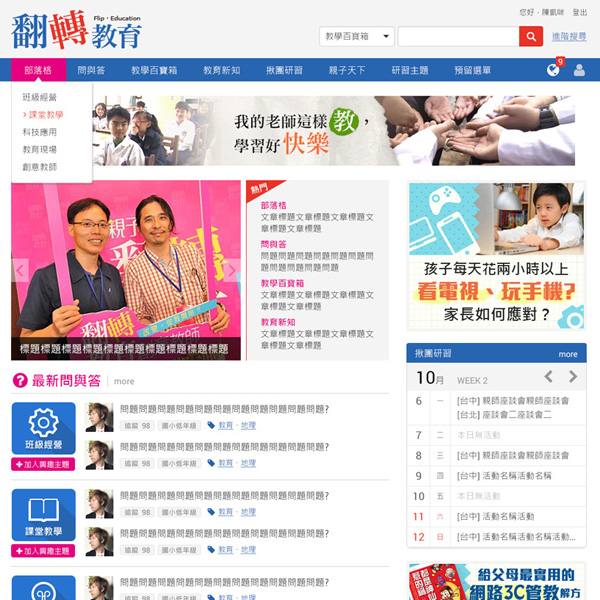 翻轉教育
Flip · Education
您好，陳凱咪 登出
教學百寶箱
進階搜尋
部落格 問與答 教學百寶箱 教育新知 揪團研習 親子天下 研習主題 預留選單
9
班級經營
> 課堂教學
科技應用
教育現場
創意教師
我的老師這樣教，
學習好快樂
親子
翻轉
標題標題標題標題標題標題標題標題標題
熱門
部落格
文章標題文章標題文章標題文
章標題文章標題
問與答
問題問題問題問題問題問題問
題問題問題問題問題
教學百寶箱
文章標題文章標題文章標題文
章標題文章標題
教育新知
文章標題文章標題文章標題文
章標題文章標題
孩子每天花兩小時以上
看電視、玩手機?
家長如何應對？
揪團研習 more
10月 WEEK 2
6 一 [台中] 親師座談會親師座談會
[台北] 座談會二座談會二
7 二 本日無活動
8 三 [台中] 親師座談會親師座談會
9 四 [台中] 活動名稱活動名稱
10 五 本日無活動
11 六 [台中] 活動名稱活動
12 日 [台中] 活動名稱活動名稱活動...
最新問與答 more
班級經營
+加入興趣主題
問題問題問題問題問題問題問題問題問題問題?
追蹤 98 國小低年級 教育 · 地理
問題問題問題問題問題問題問題問題問題問題?
追蹤 98 國小低年級 教育 · 地理
課堂教學
+加入興趣主題
問題問題問題問題問題問題問題問題問題問題?
追蹤 98 國小低年級 教育 · 地理
問題問題問題問題問題問題問題問題問題問題?
追蹤 98 國小低年級 教育 · 地理
問題問題問題問題問題問題問題問題問題問題?
追蹤 98 國小低年級 教育 · 地理
給父母最實用的
網路3C管教解方